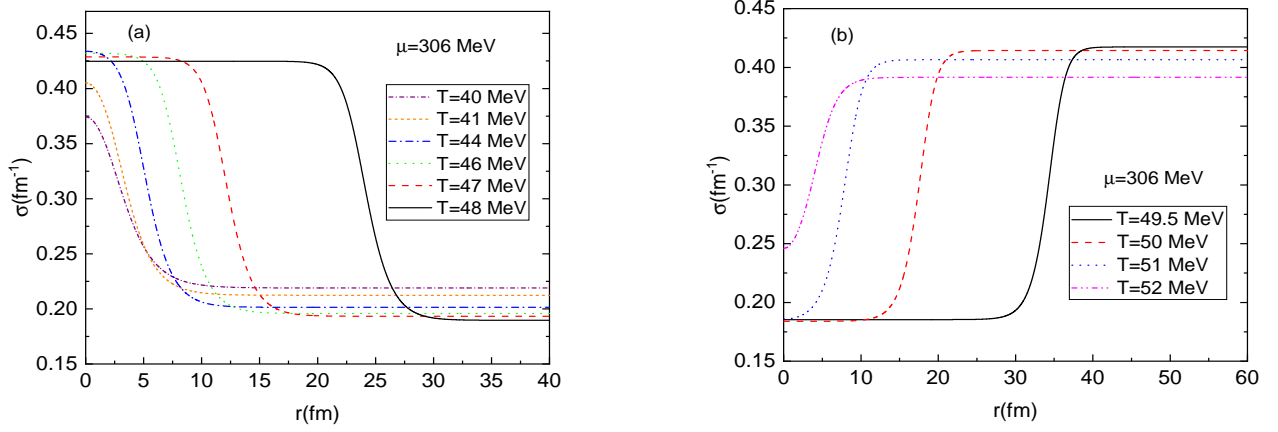 (a)
μ=306 MeV
T=40 MeV
T=41 MeV
T=44 MeV
T=46 MeV
T=47 MeV
T=48 MeV
0.45
0.40
0.35
0.30
0.25
0.20
0.15
σ(fm-1)
0 5 10 15 20 25 30 35 40
r(fm)
(b)
μ=306 MeV
T=49.5 MeV
T=50 MeV
T=51 MeV
T=52 MeV
0.45
0.40
0.35
0.30
0.25
0.20
0.15
σ(fm-1)
0 10 20 30 40 50 60
r(fm)